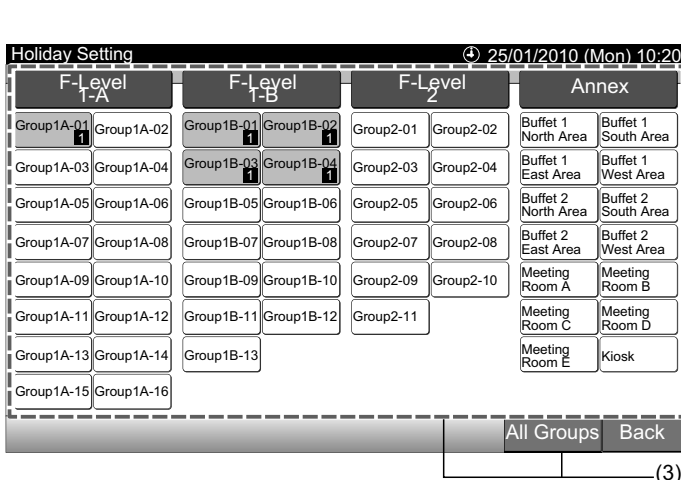 Holiday Setting 25/01/2010 (Mon) 10:20
F-Level 1-A F-Level 1-B F-Level 2 Annex
Group1A-01 1 Group1A-02 Group1B-01 1 Group1B-02 1 Group2-01 Group2-02 Buffet 1 North Area Buffet 1 South Area
Group1A-03 Group1A-04 Group1B-03 1 Group1B-04 1 Group2-03 Group2-04 Buffet 1 East Area Buffet 1 West Area
Group1A-05 Group1A-06 Group1B-05 Group1B-06 Group2-05 Group2-06 Buffet 2 North Area Buffet 2 South Area
Group1A-07 Group1A-08 Group1B-07 Group1B-08 Group2-07 Group2-08 Buffet 2 East Area Buffet 2 West Area
Group1A-09 Group1A-10 Group1B-09 Group1B-10 Group2-09 Group2-10 Meeting Room A Meeting Room B
Group1A-11 Group1A-12 Group1B-11 Group1B-12 Group2-11 Meeting Room C Meeting Room D
Group1A-13 Group1A-14 Group1B-13 Meeting Room E Kiosk
Group1A-15 Group1A-16
All Groups Back
(3)